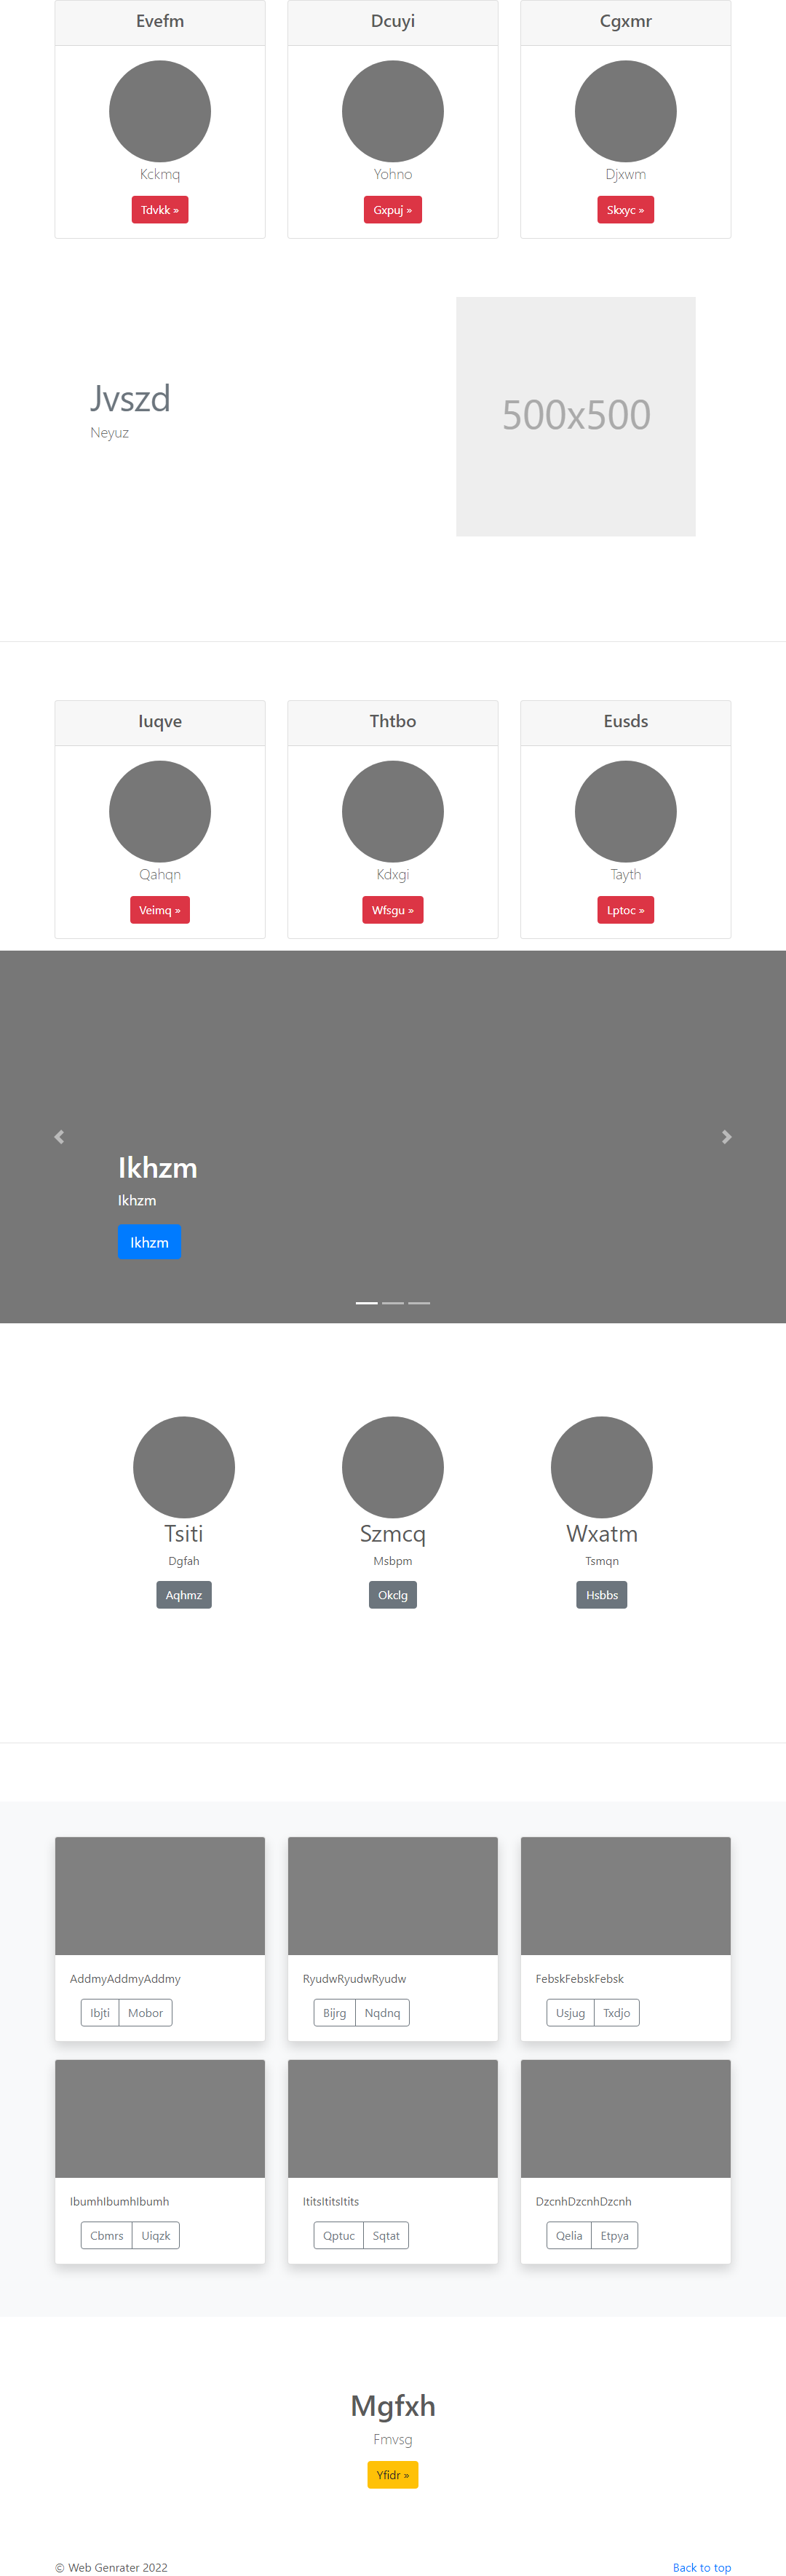 Evefm
Dcuyi
Cgxmr
Kckmq
Yohno
Djxwm
Tdvkk »
Gxpuj »
Skxyc »
Jvszd
Neyuz
500x500
Iuqve
Thtbo
Eusds
Qahqn
Kdxgi
Tayth
Veimq »
Wfsgu »
Lptoc »
Ikhzm
Ikhzm
Ikhzm
Tsiti
Szmcq
Wxatm
Dgfah
Msbpm
Tsmqn
Aqhmz
Okclg
Hsbbs
AddmyAddmyAddmy
RyudwRyudwRyudw
FebskFebskFebsk
Ibjti Mobor
Bijrg Nqdnq
Usjug Txdjo
IbumhIbumhIbumh
ItitsItitsItits
DzcnhDzcnhDzcnh
Cbmrs Uiqzk
Qptuc Sqtat
Qelia Etpya
Mgfxh
Fmvsg
Yfidr »
© Web Genrater 2022
Back to top